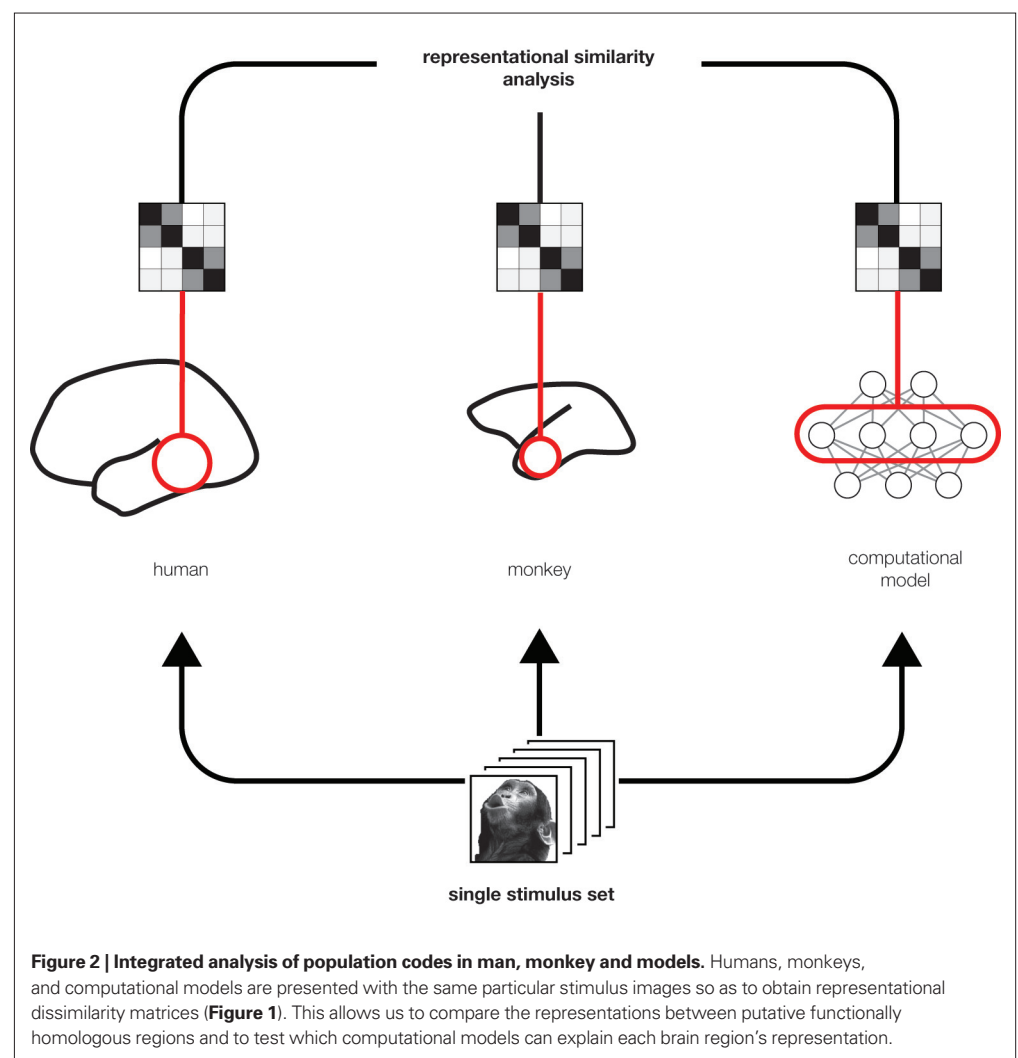 representational similarity
analysis
human
monkey
computational
model
single stimulus set
Figure 2 | Integrated analysis of population codes in man, monkey and models. Humans, monkeys,
and computational models are presented with the same particular stimulus images so as to obtain representational
dissimilarity matrices (Figure 1). This allows us to compare the representations between putative functionally
homologous regions and to test which computational models can explain each brain region's representation.